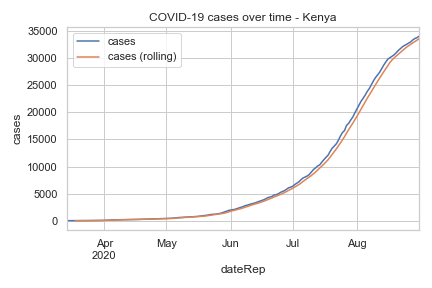 COVID-19 cases over time - Kenya
cases
cases (rolling)
35000
30000
25000
20000
15000
10000
5000
0
cases
Apr
2020
May
Jun
Jul
Aug
dateRep